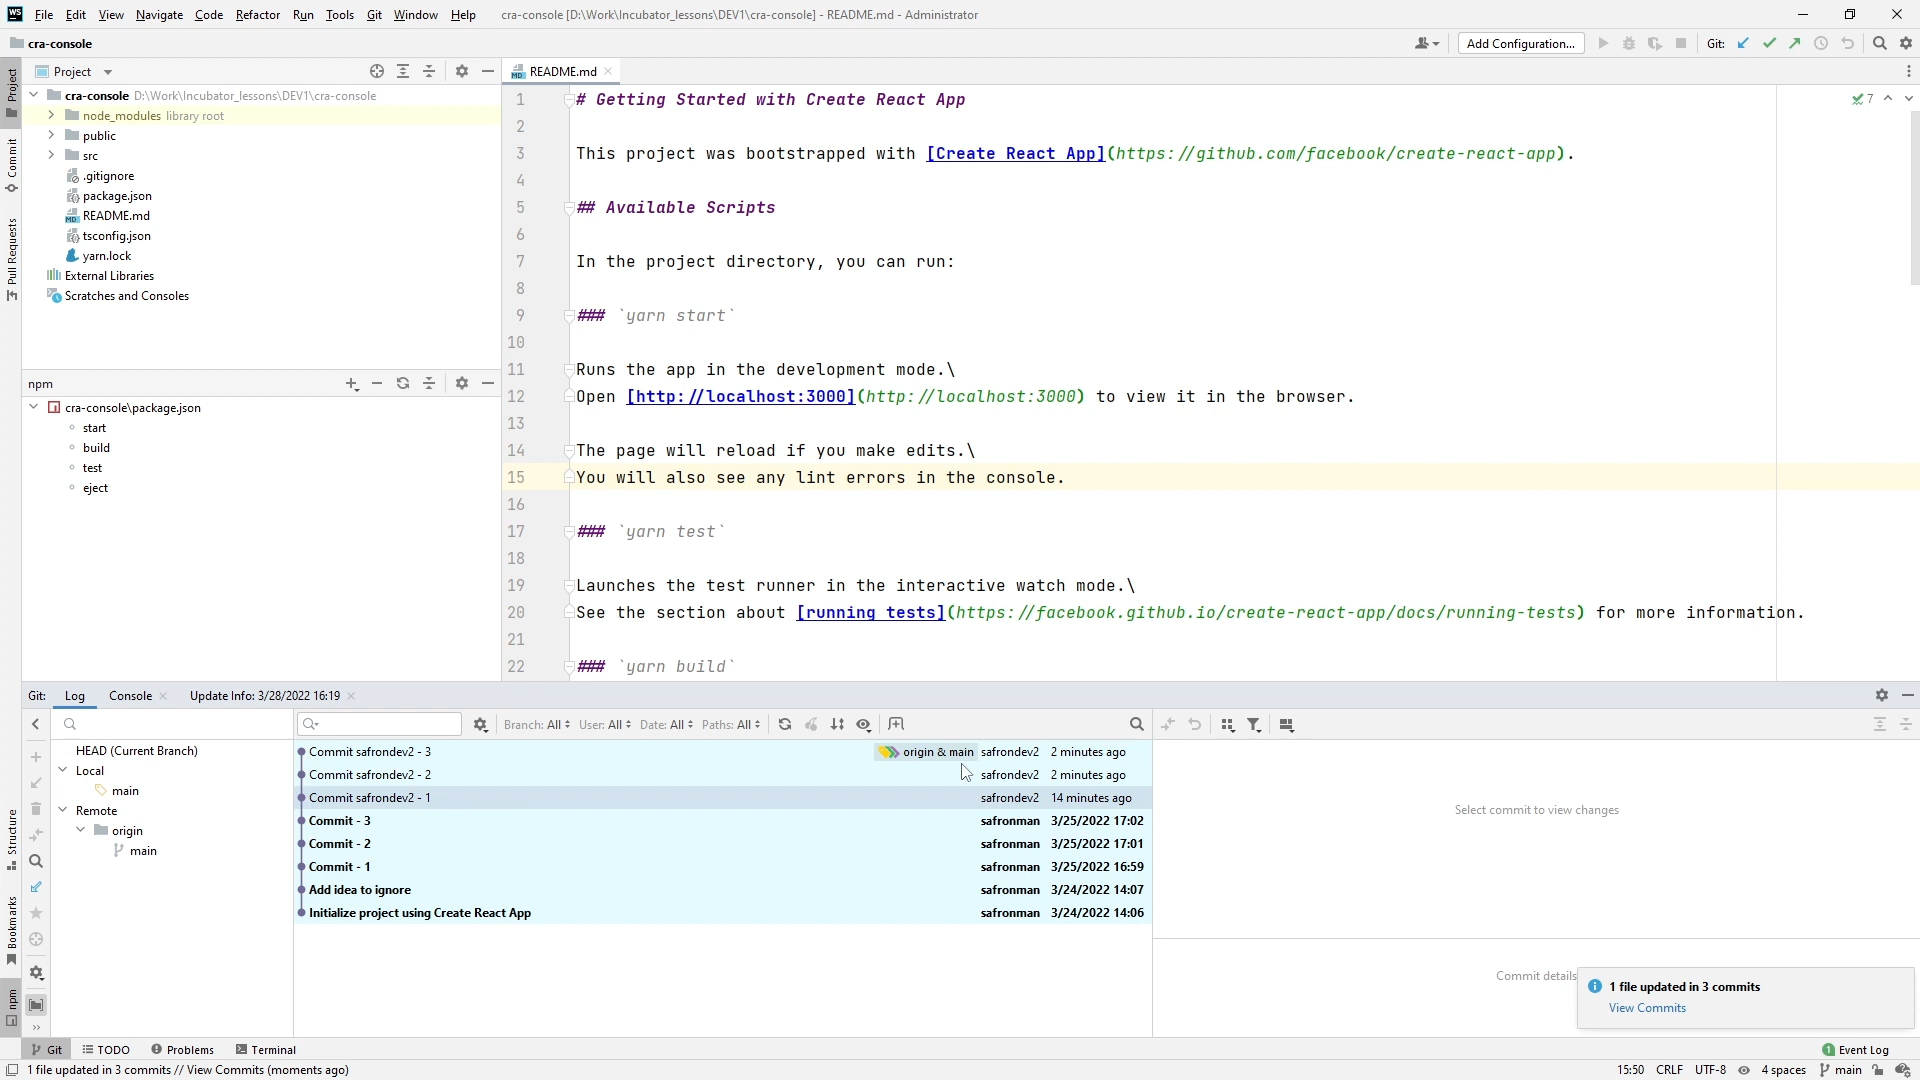 WS File Edit View Navigate Code Refactor Run Tools Git Window Help cra-console [D:\Work\Incubator_lessons\DEV1\cra-console] - README.md - Administrator
cra-console
Add Configuration...
Git:
Project
README.md
cra-console D:\Work\Incubator_lessons\DEV1\cra-console
node_modules library root
public
src
.gitignore
package.json
README.md
tsconfig.json
yarn.lock
External Libraries
Scratches and Consoles
Project
Commit
Pull Requests
npm
cra-console\package.json
start
build
test
eject
7
1 # Getting Started with Create React App
2
3 This project was bootstrapped with [Create React App](https://github.com/facebook/create-react-app).
4
5 ## Available Scripts
6
7 In the project directory, you can run:
8
9 ### `yarn start`
10
11 Runs the app in the development mode.\
12 Open [http://localhost:3000](http://localhost:3000) to view it in the browser.
13
14 The page will reload if you make edits.\
15 You will also see any lint errors in the console.
16
17 ### `yarn test`
18
19 Launches the test runner in the interactive watch mode.\
20 See the section about [running tests](https://facebook.github.io/create-react-app/docs/running-tests) for more information.
21
22 ### `yarn build`
Git: Log Console Update Info: 3/28/2022 16:19
Branch: All User: All Date: All Paths: All
HEAD (Current Branch)
Local
main
Remote
origin
main
Commit safrondev2 - 3 origin & main safrondev2 2 minutes ago
Commit safrondev2 - 2 safrondev2 2 minutes ago
Commit safrondev2 - 1 safrondev2 14 minutes ago
Commit - 3 safronman 3/25/2022 17:02
Commit - 2 safronman 3/25/2022 17:01
Commit - 1 safronman 3/25/2022 16:59
Add idea to ignore safronman 3/24/2022 14:07
Initialize project using Create React App safronman 3/24/2022 14:06
Select commit to view changes
Commit details
1 file updated in 3 commits
View Commits
Structure
Bookmarks
npm
Git TODO Problems Terminal
1 Event Log
1 file updated in 3 commits // View Commits (moments ago)
15:50 CRLF UTF-8 4 spaces main